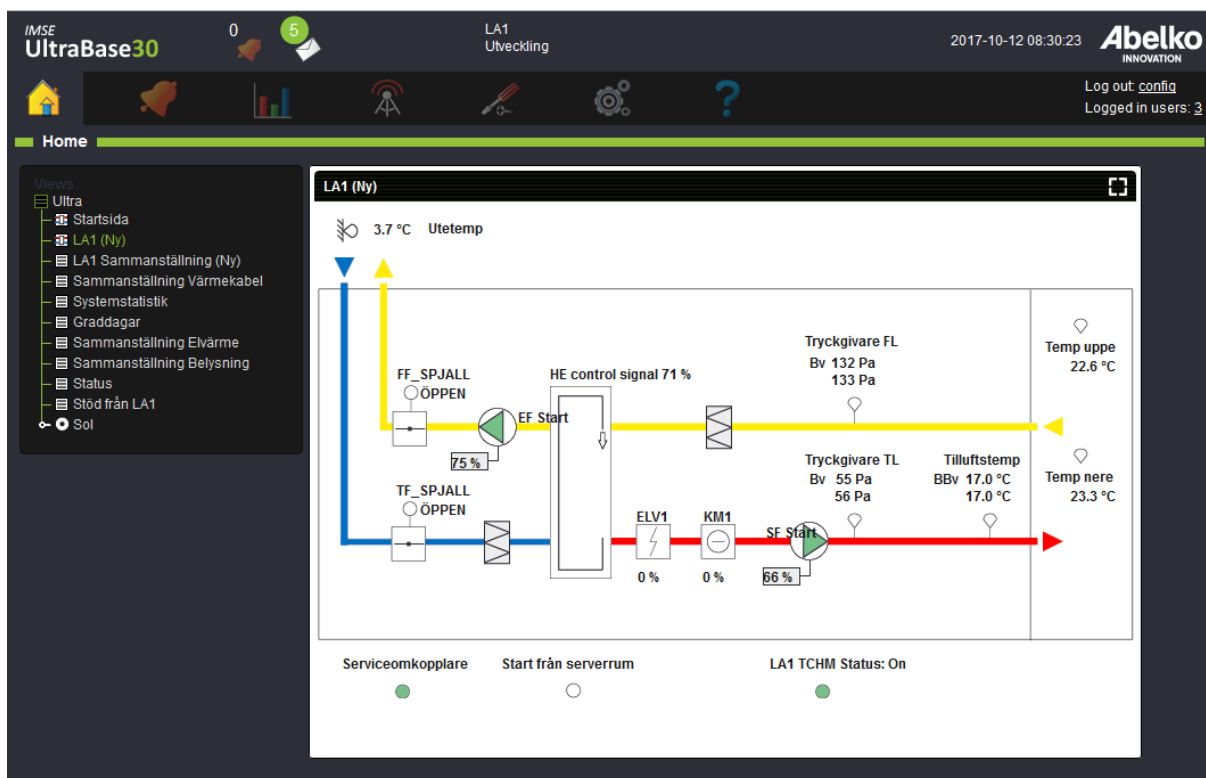 IMSE
UltraBase30
0
5
LA1
Utveckling
2017-10-12 08:30:23
Abelko
INNOVATION
?
Log out: config
Logged in users: 3
Home
Views
Ultra
Startsida
LA1 (Ny)
LA1 Sammanställning (Ny)
Sammanställning Värmekabel
Systemstatistik
Graddagar
Sammanställning Elvärme
Sammanställning Belysning
Status
Stöd från LA1
Sol
LA1 (Ny)
3.7 °C Utetemp
Tryckgivare FL
Bv 132 Pa
133 Pa
Temp uppe
22.6 °C
FF_SPJALL
ÖPPEN
HE control signal 71 %
EF Start
75 %
Tryckgivare TL
Bv 55 Pa
56 Pa
Tilluftstemp
BBv 17.0 °C
17.0 °C
Temp nere
23.3 °C
TF_SPJALL
ÖPPEN
ELV1
KM1
SF Start
0 %
0 %
66 %
Serviceomkopplare
Start från serverrum
LA1 TCHM Status: On